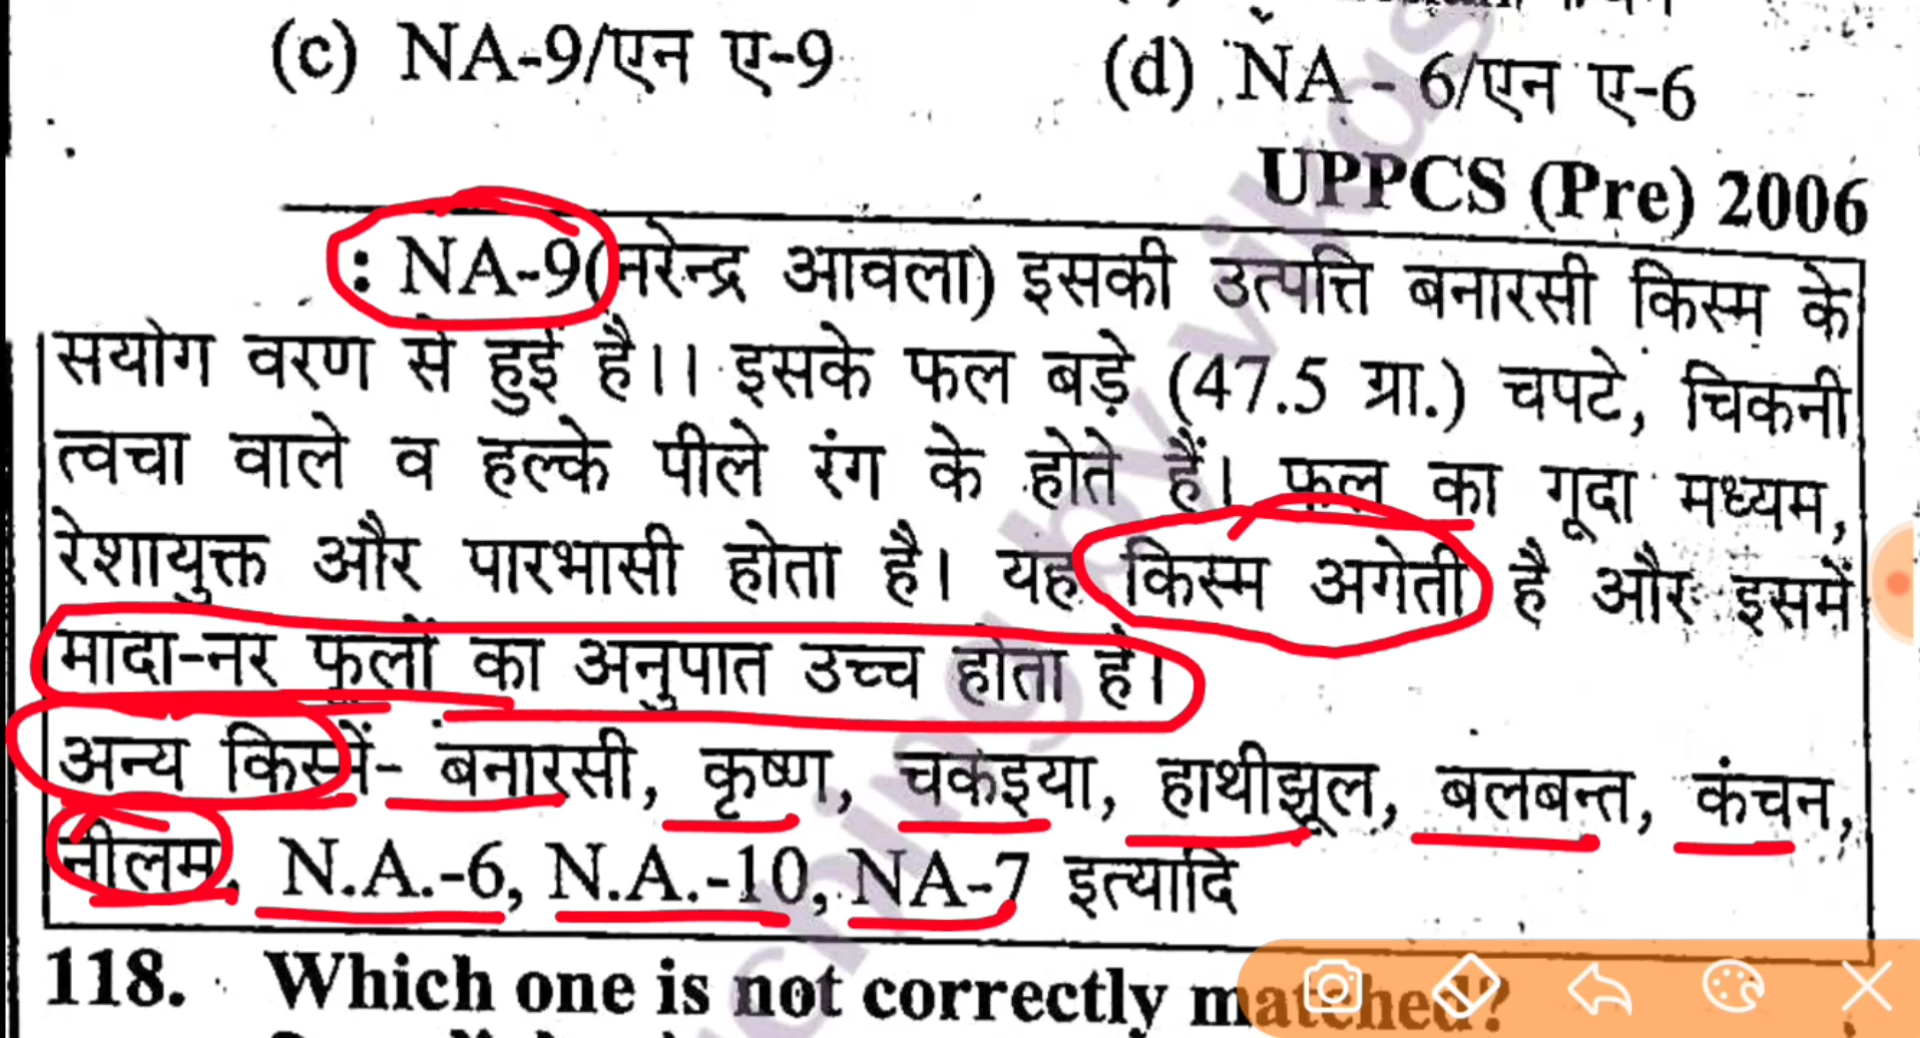 (c) NA-9/एन ए-9 (d) NA - 6/एन ए-6
UPPCS (Pre) 2006
: NA-9(नरेन्द्र आवला) इसकी उत्पत्ति बनारसी किस्म के
सयोग वरण से हुई है।। इसके फल बड़े (47.5 ग्रा.) चपटे, चिकनी
त्वचा वाले व हल्के पीले रंग के होते हैं। फल का गूदा मध्यम,
रेशायुक्त और पारभासी होता है। यह किस्म अगेती है और इसमें
मादा-नर फूलों का अनुपात उच्च होता है।
अन्य किस्में- बनारसी, कृष्ण, चकइया, हाथीझूल, बलबन्त, कंचन,
नीलम, N.A.-6, N.A.-10, NA-7 इत्यादि
118. Which one is not correctly matched?